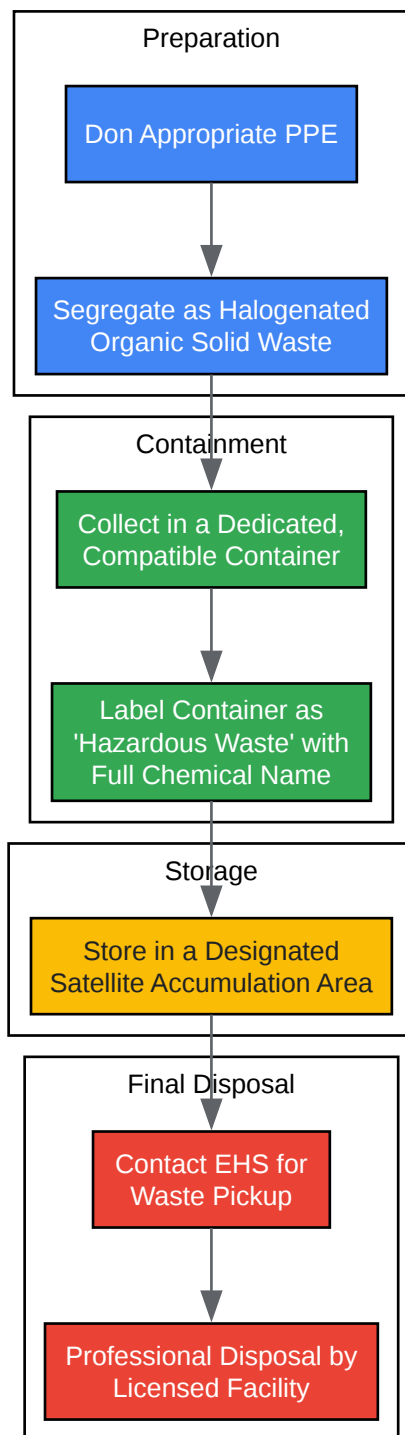 Preparation
Don Appropriate PPE
Segregate as Halogenated
Organic Solid Waste
Containment
Collect in a Dedicated,
Compatible Container
Label Container as
'Hazardous Waste' with
Full Chemical Name
Storage
Store in a Designated
Satellite Accumulation Area
Final Disposal
Contact EHS for
Waste Pickup
Professional Disposal by
Licensed Facility